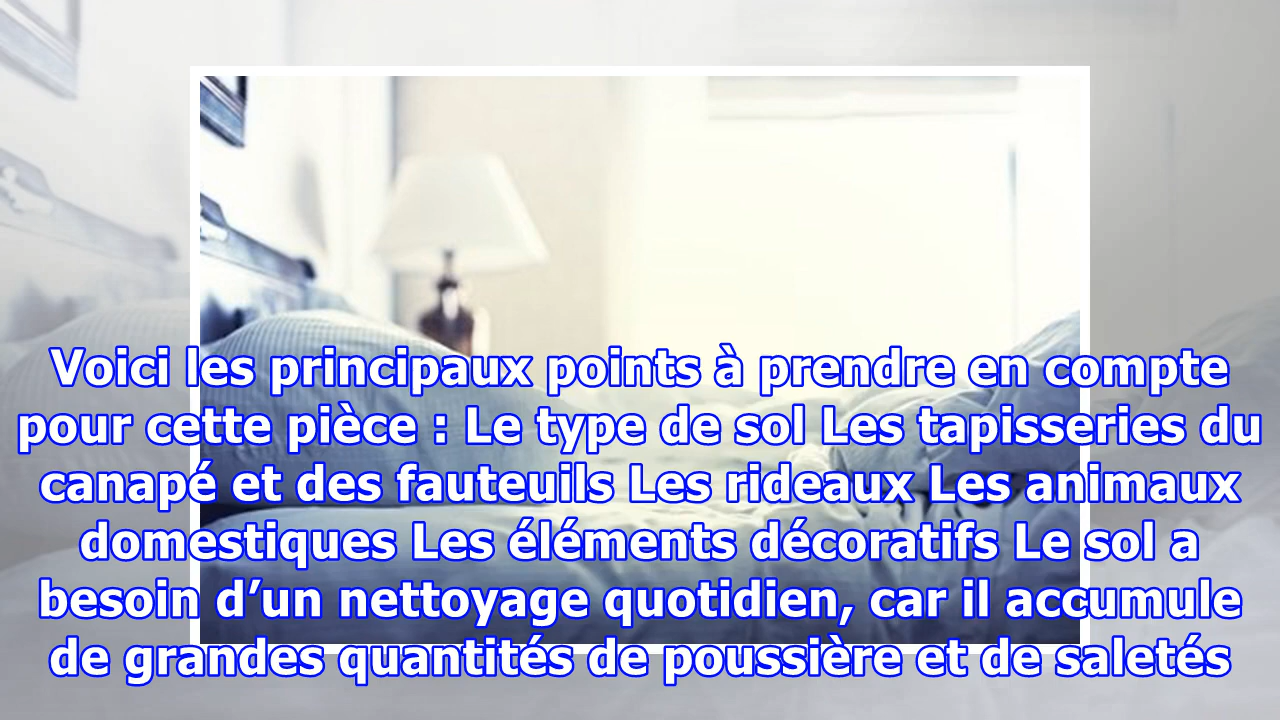 Voici les principaux points à prendre en compte
pour cette pièce : Le type de sol Les tapisseries du
canapé et des fauteuils Les rideaux Les animaux
domestiques Les éléments décoratifs Le sol a
besoin d’un nettoyage quotidien, car il accumule
de grandes quantités de poussière et de saletés